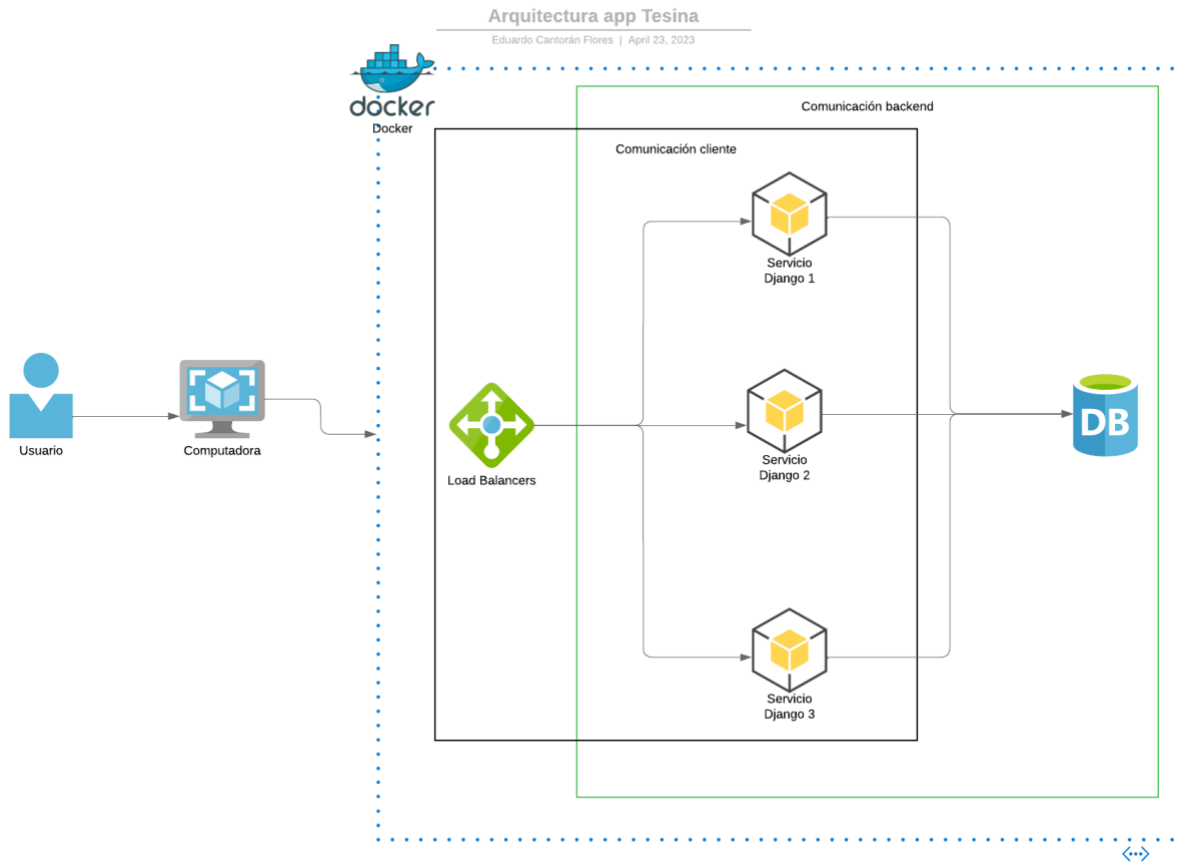 Arquitectura app Tesina
Eduardo Cantorán Flores | April 23, 2023
docker
Docker
Comunicación backend
Comunicación cliente
Servicio
Django 1
Usuario
Computadora
Load Balancers
Servicio
Django 2
DB
Servicio
Django 3